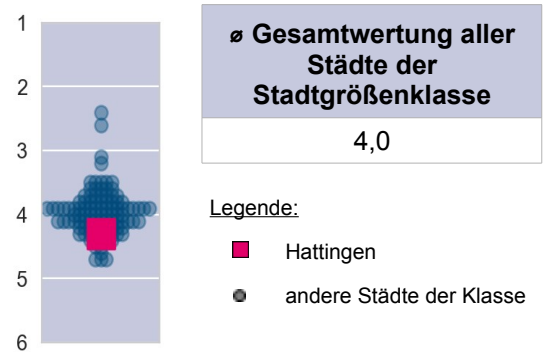 1
2
3
4
5
6
ø Gesamtwertung aller
Städte der
Stadtgrößenklasse
4,0
Legende:
Hattingen
andere Städte der Klasse